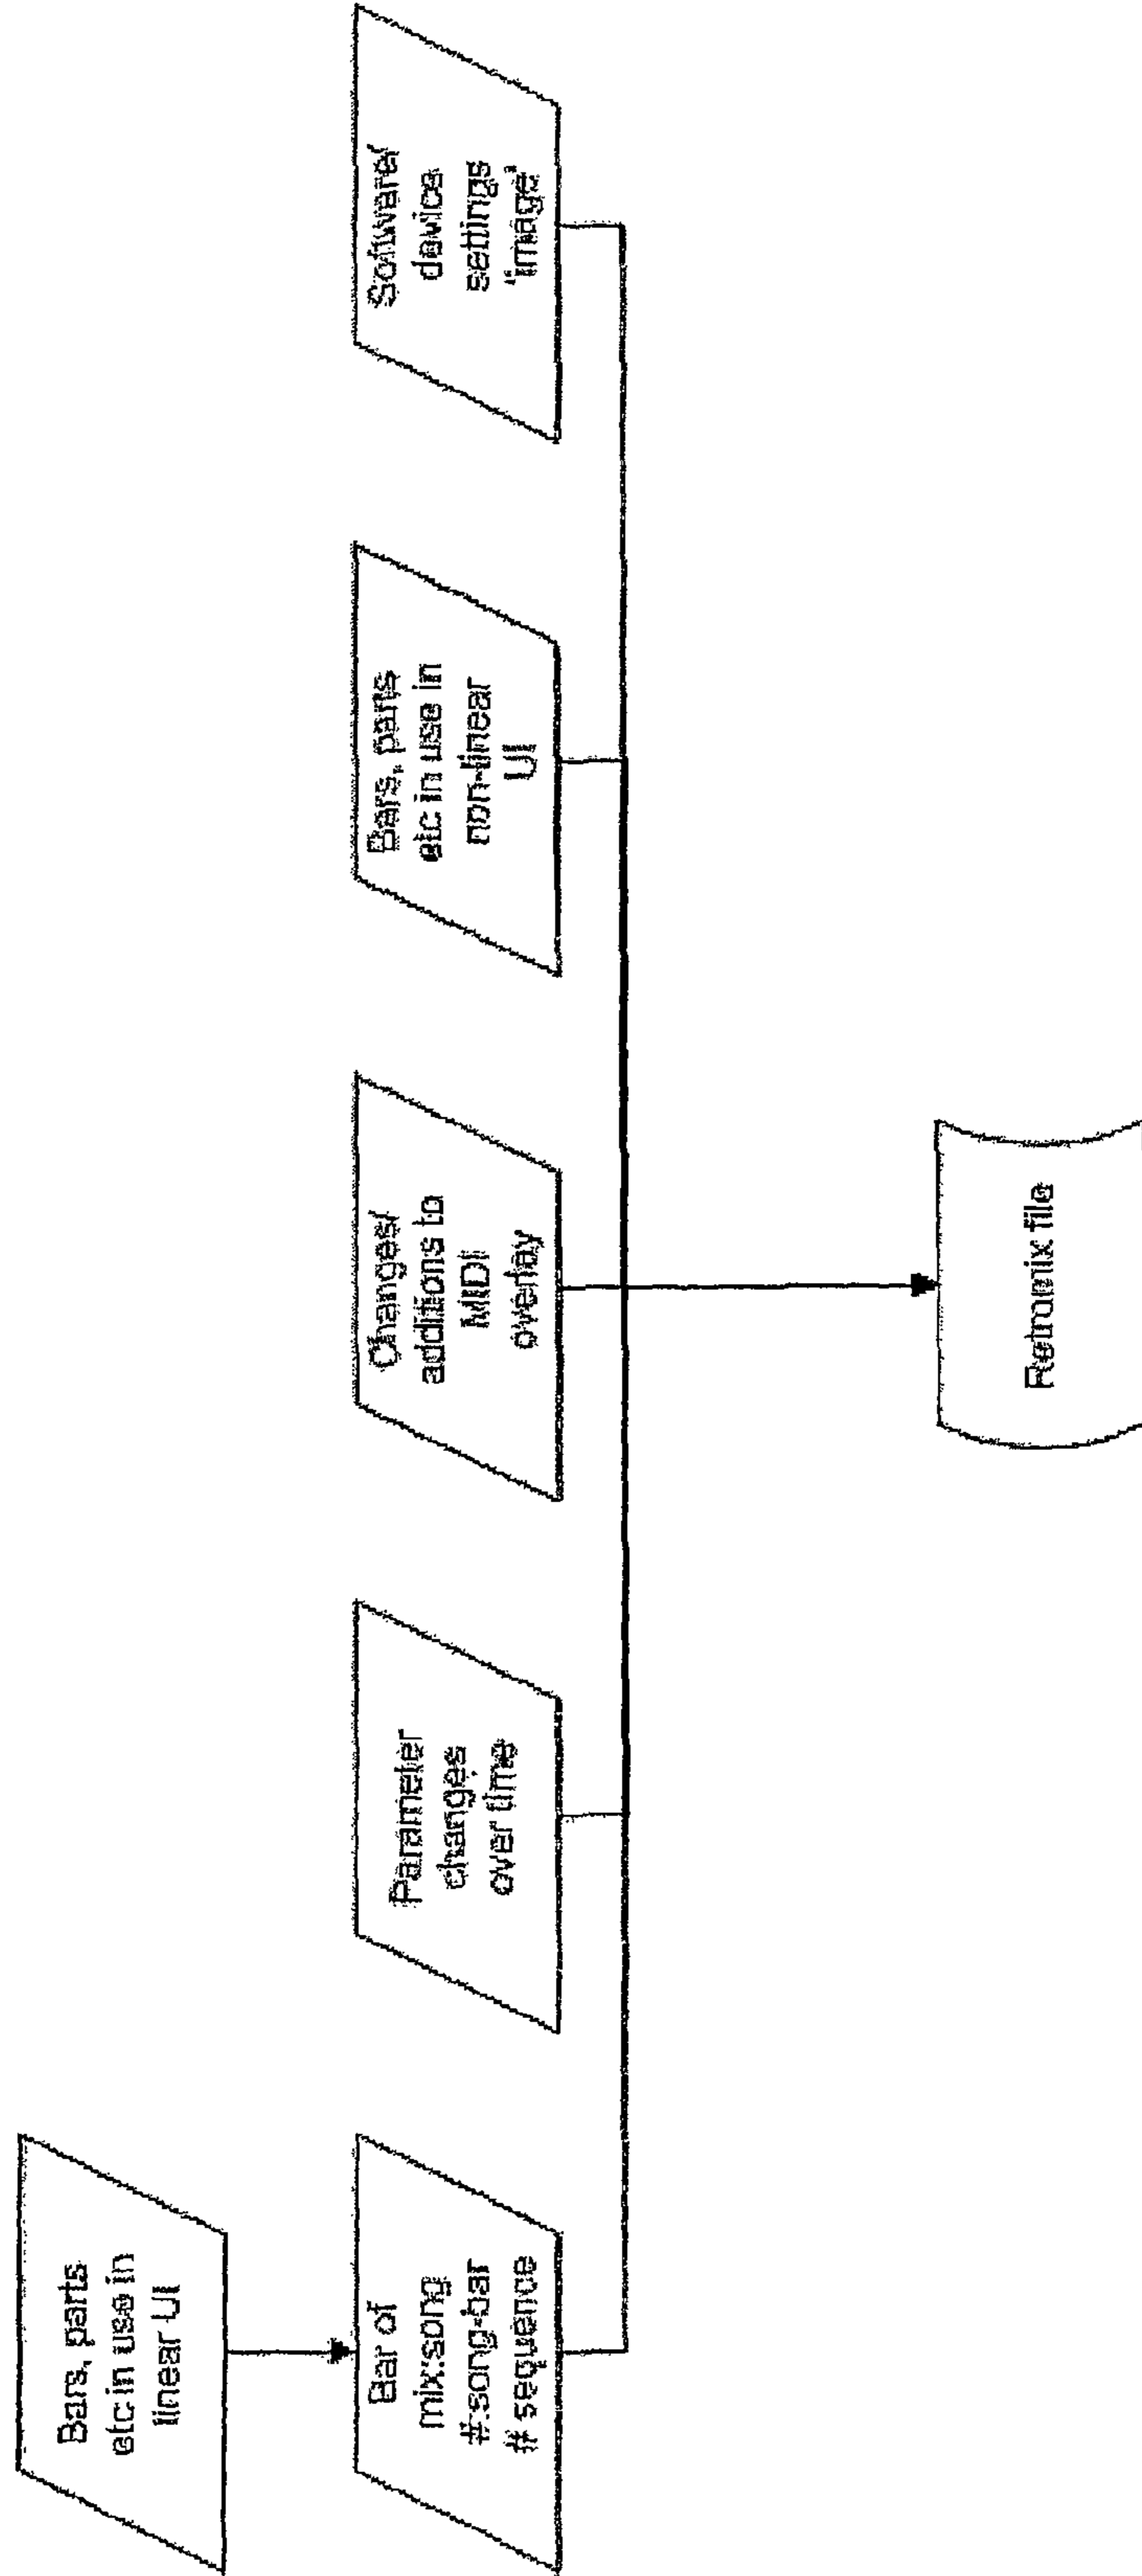 Bars, parts
etc in use in
linear UI
Bar of
mix:song
#:song-bar
# sequence
Parameter
changes
over time
Changes/
additions to
MIDI
overlay
Bars, parts
etc in use in
non-linear
UI
Software/
device
settings
'image'
Retromix file